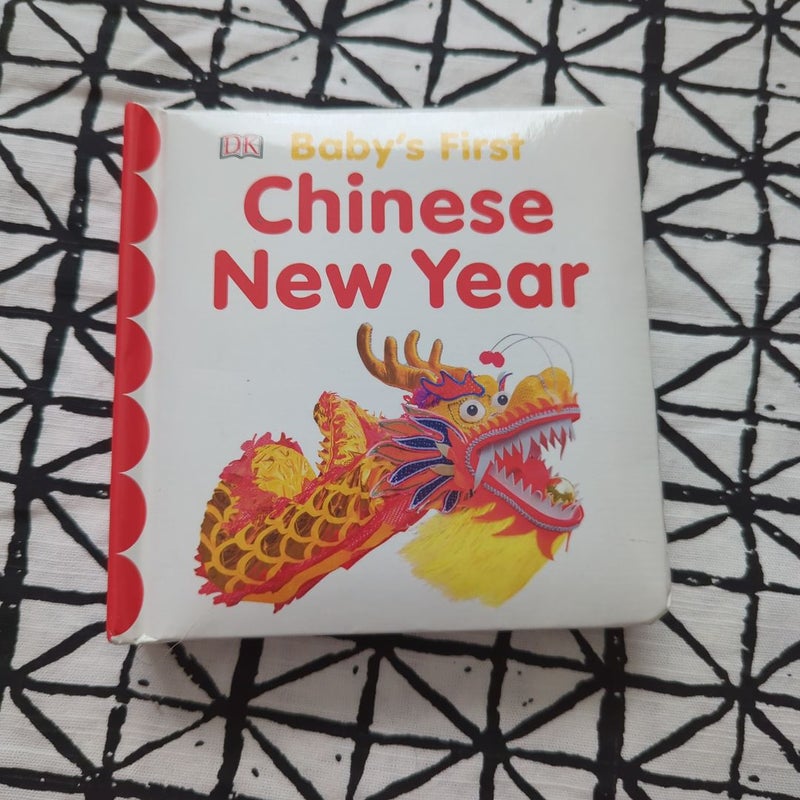 DK
Baby's First
Chinese
New Year